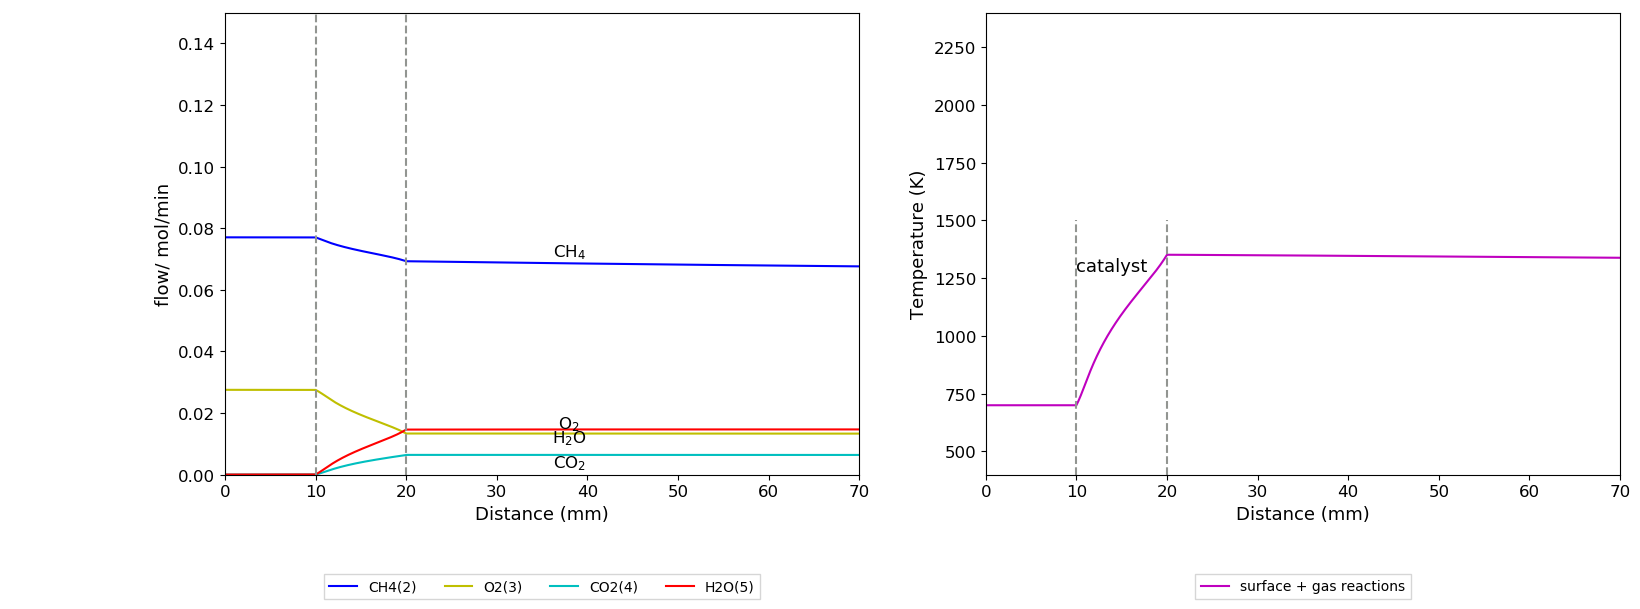 0.14
0.12
0.10
0.08
0.06
0.04
0.02
0.00
flow/ mol/min
CH₄
O₂
H₂O
CO₂
0 10 20 30 40 50 60 70
Distance (mm)
CH4(2) O2(3) CO2(4) H2O(5)
2250
2000
1750
1500
1250
1000
750
500
Temperature (K)
catalyst
0 10 20 30 40 50 60 70
Distance (mm)
surface + gas reactions